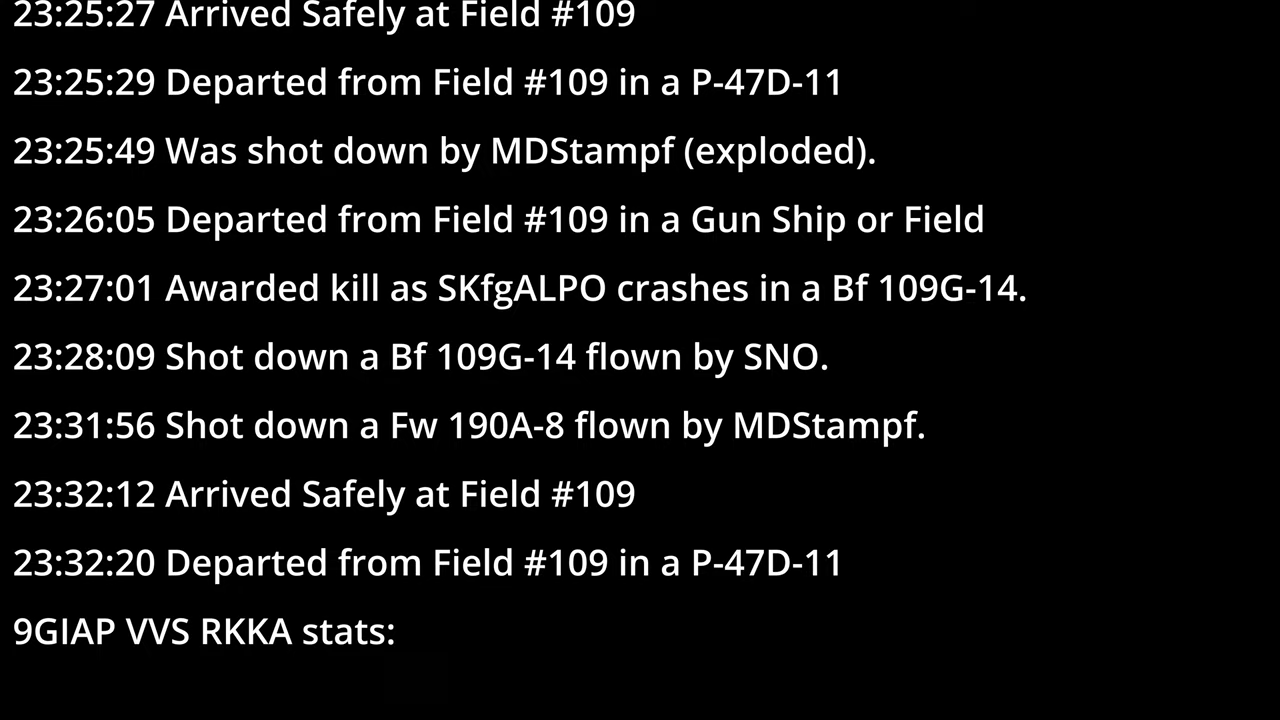 23:25:27 Arrived Safely at Field #109
23:25:29 Departed from Field #109 in a P-47D-11
23:25:49 Was shot down by MDStampf (exploded).
23:26:05 Departed from Field #109 in a Gun Ship or Field
23:27:01 Awarded kill as SKfgALPO crashes in a Bf 109G-14.
23:28:09 Shot down a Bf 109G-14 flown by SNO.
23:31:56 Shot down a Fw 190A-8 flown by MDStampf.
23:32:12 Arrived Safely at Field #109
23:32:20 Departed from Field #109 in a P-47D-11
9GIAP VVS RKKA stats: